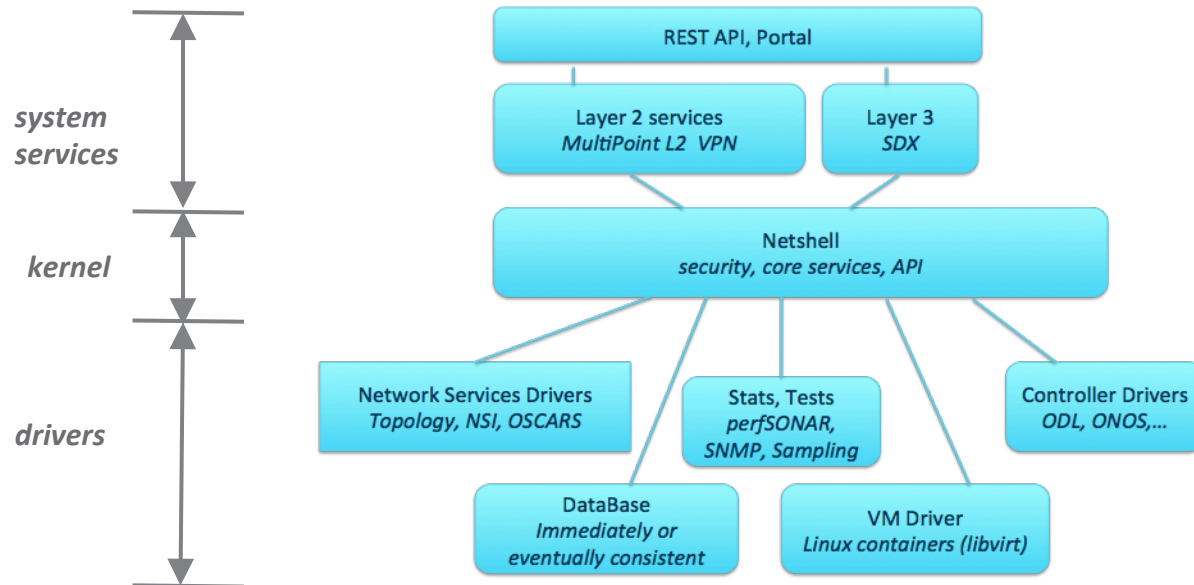 REST API, Portal
system
services
Layer 2 services
MultiPoint L2 VPN
Layer 3
SDX
kernel
Netshell
security, core services, API
drivers
Network Services Drivers
Topology, NSI, OSCARS
Stats, Tests
perfSONAR,
SNMP, Sampling
Controller Drivers
ODL, ONOS,...
DataBase
Immediately or
eventually consistent
VM Driver
Linux containers (libvirt)